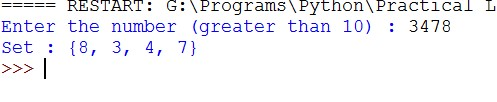 ===== RESTART: G:\Programs\Python\Practical L
Enter the number (greater than 10) : 3478
Set : {8, 3, 4, 7}
>>>